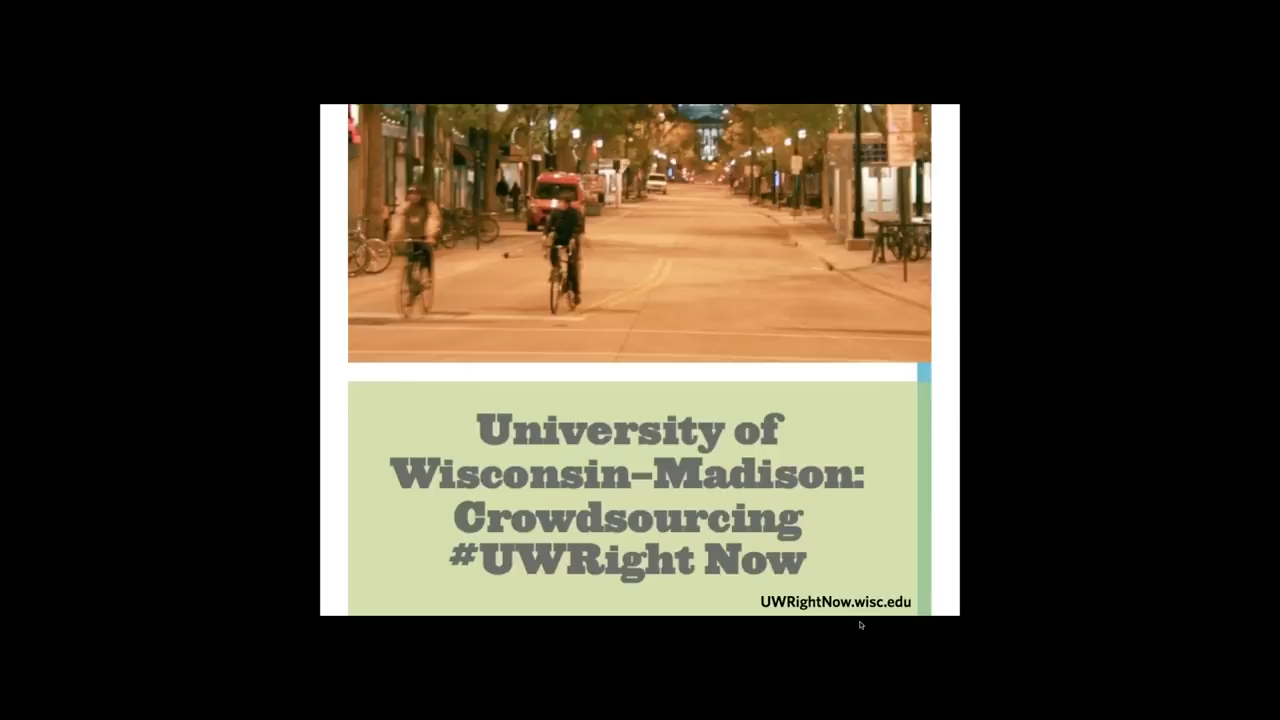 University of
Wisconsin–Madison:
Crowdsourcing
#UWRight Now
UWRightNow.wisc.edu